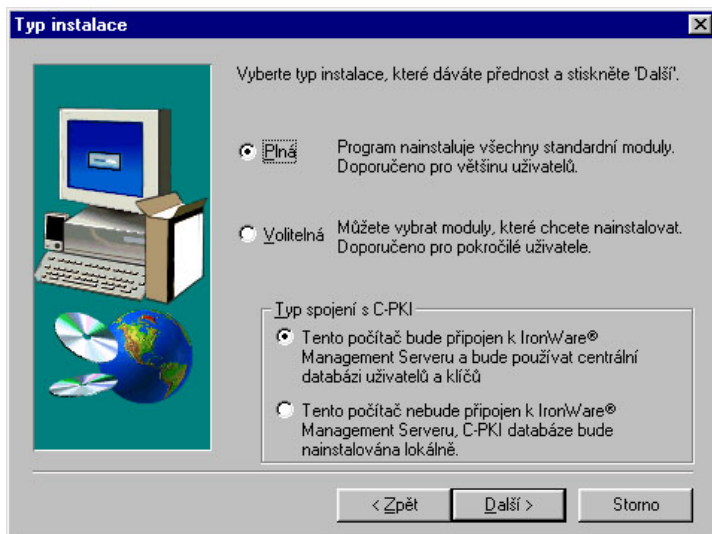 Typ instalace
Vyberte typ instalace, které dáváte přednost a stiskněte 'Další'.
Plná
Program nainstaluje všechny standardní moduly.
Doporučeno pro většinu uživatelů.
Volitelná
Můžete vybrat moduly, které chcete nainstalovat.
Doporučeno pro pokročilé uživatele.
Typ spojení s C-PKI
Tento počítač bude připojen k IronWare®
Management Serveru a bude používat centrální
databázi uživatelů a klíčů
Tento počítač nebude připojen k IronWare®
Management Serveru, C-PKI databáze bude
nainstalována lokálně.
< Zpět
Další >
Storno